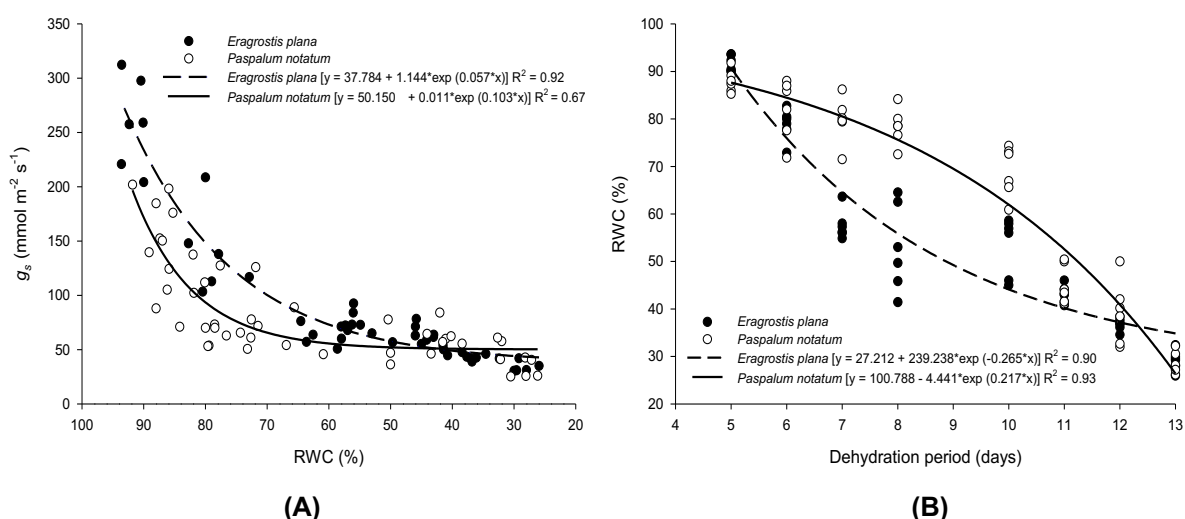 350
300
250
200
150
100
50
0
gₛ (mmol m⁻² s⁻¹)
Eragrostis plana
Paspalum notatum
Eragrostis plana [y = 37.784 + 1.144*exp (0.057*x)] R² = 0.92
Paspalum notatum [y = 50.150 + 0.011*exp (0.103*x)] R² = 0.67
100 90 80 70 60 50 40 30 20
RWC (%)
(A)
100
90
80
70
60
50
40
30
20
RWC (%)
Eragrostis plana
Paspalum notatum
Eragrostis plana [y = 27.212 + 239.238*exp (-0.265*x)] R² = 0.90
Paspalum notatum [y = 100.788 - 4.441*exp (0.217*x)] R² = 0.93
4 5 6 7 8 9 10 11 12 13
Dehydration period (days)
(B)